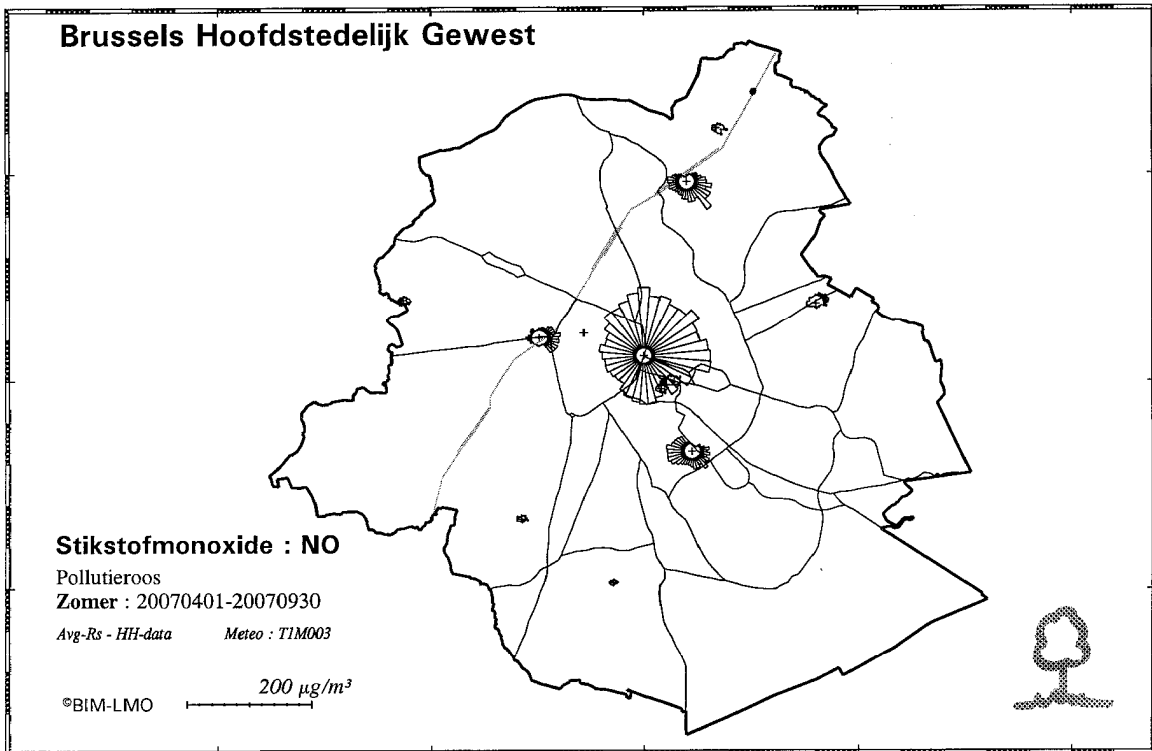 Brussels Hoofdstedelijk Gewest
Stikstofmonoxide : NO
Pollutieroos
Zomer : 20070401-20070930
Avg-Rs - HH-data Meteo : T1M003
200 µg/m³
©BIM-LMO